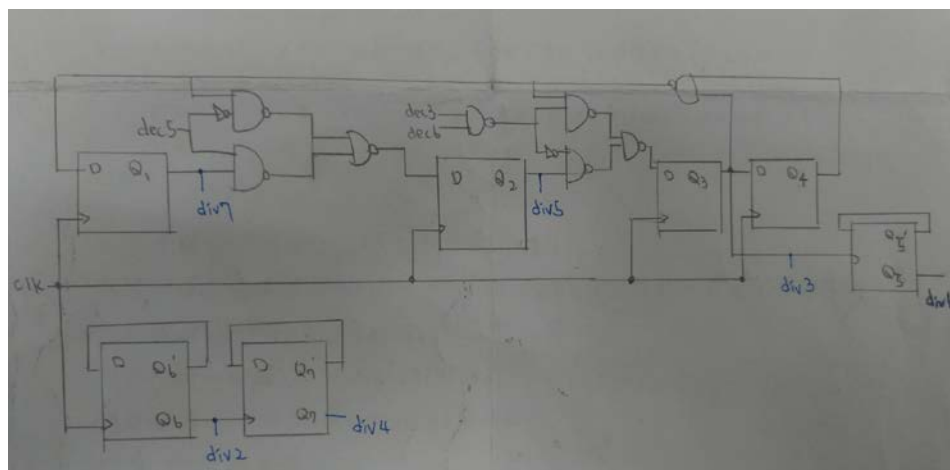 dec5
dec3
dec6
D Q1
div7
D Q2
div5
D Q3
D Q4
Q5'
Q5
clk
div3
D Q6'
Q6
D Q7'
Q7
div4
div2